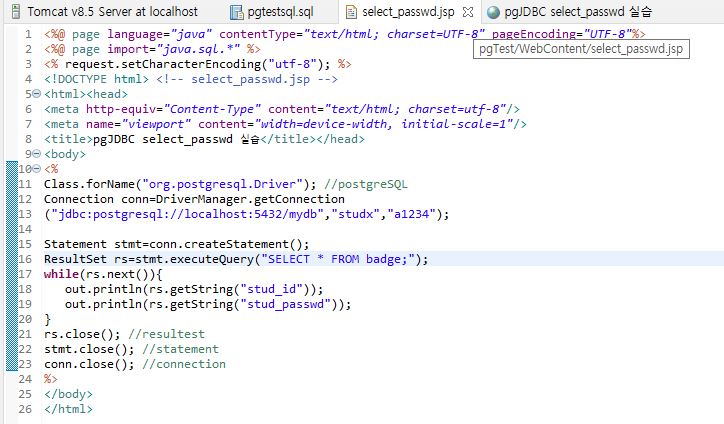 Tomcat v8.5 Server at localhost pgtestsql.sql select_passwd.jsp pgJDBC select_passwd 실습
1 <%@ page language="java" contentType="text/html; charset=UTF-8" pageEncoding="UTF-8"%>
2 <%@ page import="java.sql.*" %>
pgTest/WebContent/select_passwd.jsp
3 <% request.setCharacterEncoding("utf-8"); %>
4 <!DOCTYPE html> <!-- select_passwd.jsp -->
5 <html><head>
6 <meta http-equiv="Content-Type" content="text/html; charset=utf-8"/>
7 <meta name="viewport" content="width=device-width, initial-scale=1"/>
8 <title>pgJDBC select_passwd 실습</title></head>
9 <body>
10 <%
11 Class.forName("org.postgresql.Driver"); //postgreSQL
12 Connection conn=DriverManager.getConnection
13 ("jdbc:postgresql://localhost:5432/mydb","studx","a1234");
14
15 Statement stmt=conn.createStatement();
16 ResultSet rs=stmt.executeQuery("SELECT * FROM badge;");
17 while(rs.next()){
18 out.println(rs.getString("stud_id"));
19 out.println(rs.getString("stud_passwd"));
20 }
21 rs.close(); //resultest
22 stmt.close(); //statement
23 conn.close(); //connection
24 %>
25 </body>
26 </html>